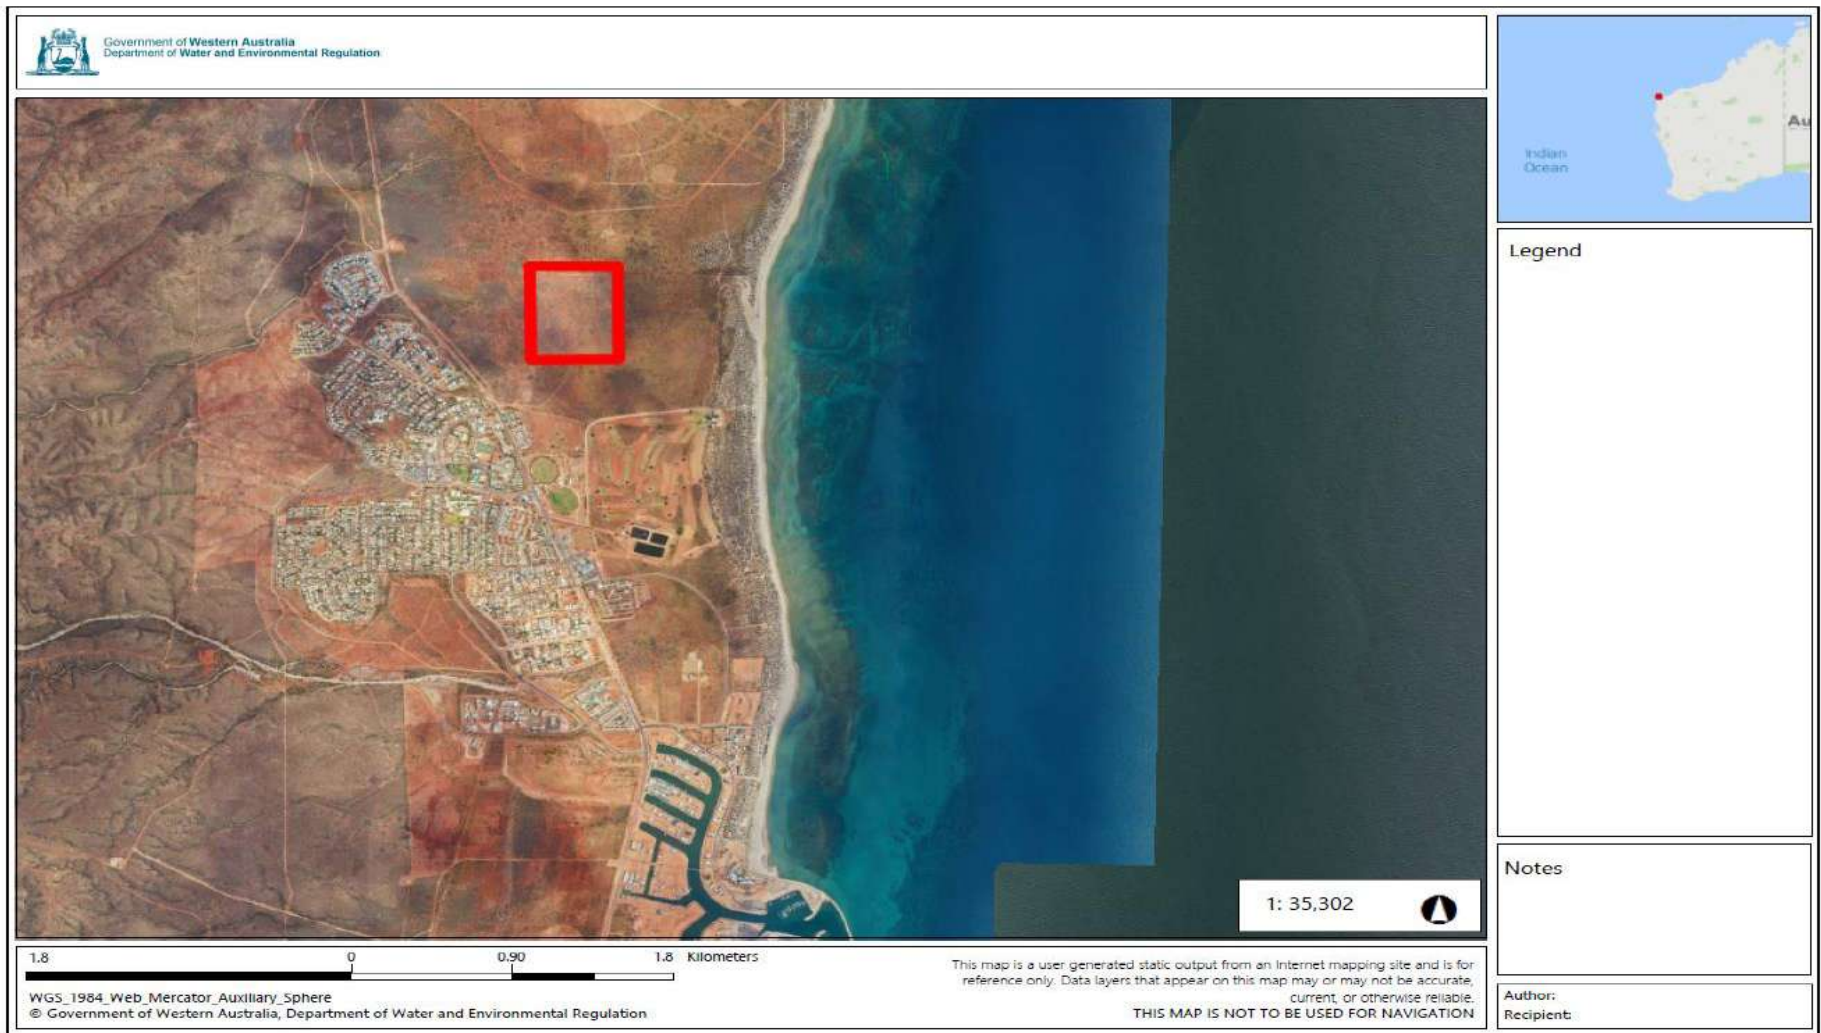 Government of Western Australia
Department of Water and Environmental Regulation
Au
Indian
Ocean
Legend
Notes
1: 35,302
1.8
0
0.90
1.8
Kilometers
WGS_1984_Web_Mercator_Auxiliary_Sphere
© Government of Western Australia, Department of Water and Environmental Regulation
This map is a user generated static output from an Internet mapping site and is for
reference only. Data layers that appear on this map may or may not be accurate,
current, or otherwise reliable.
THIS MAP IS NOT TO BE USED FOR NAVIGATION
Author:
Recipient: